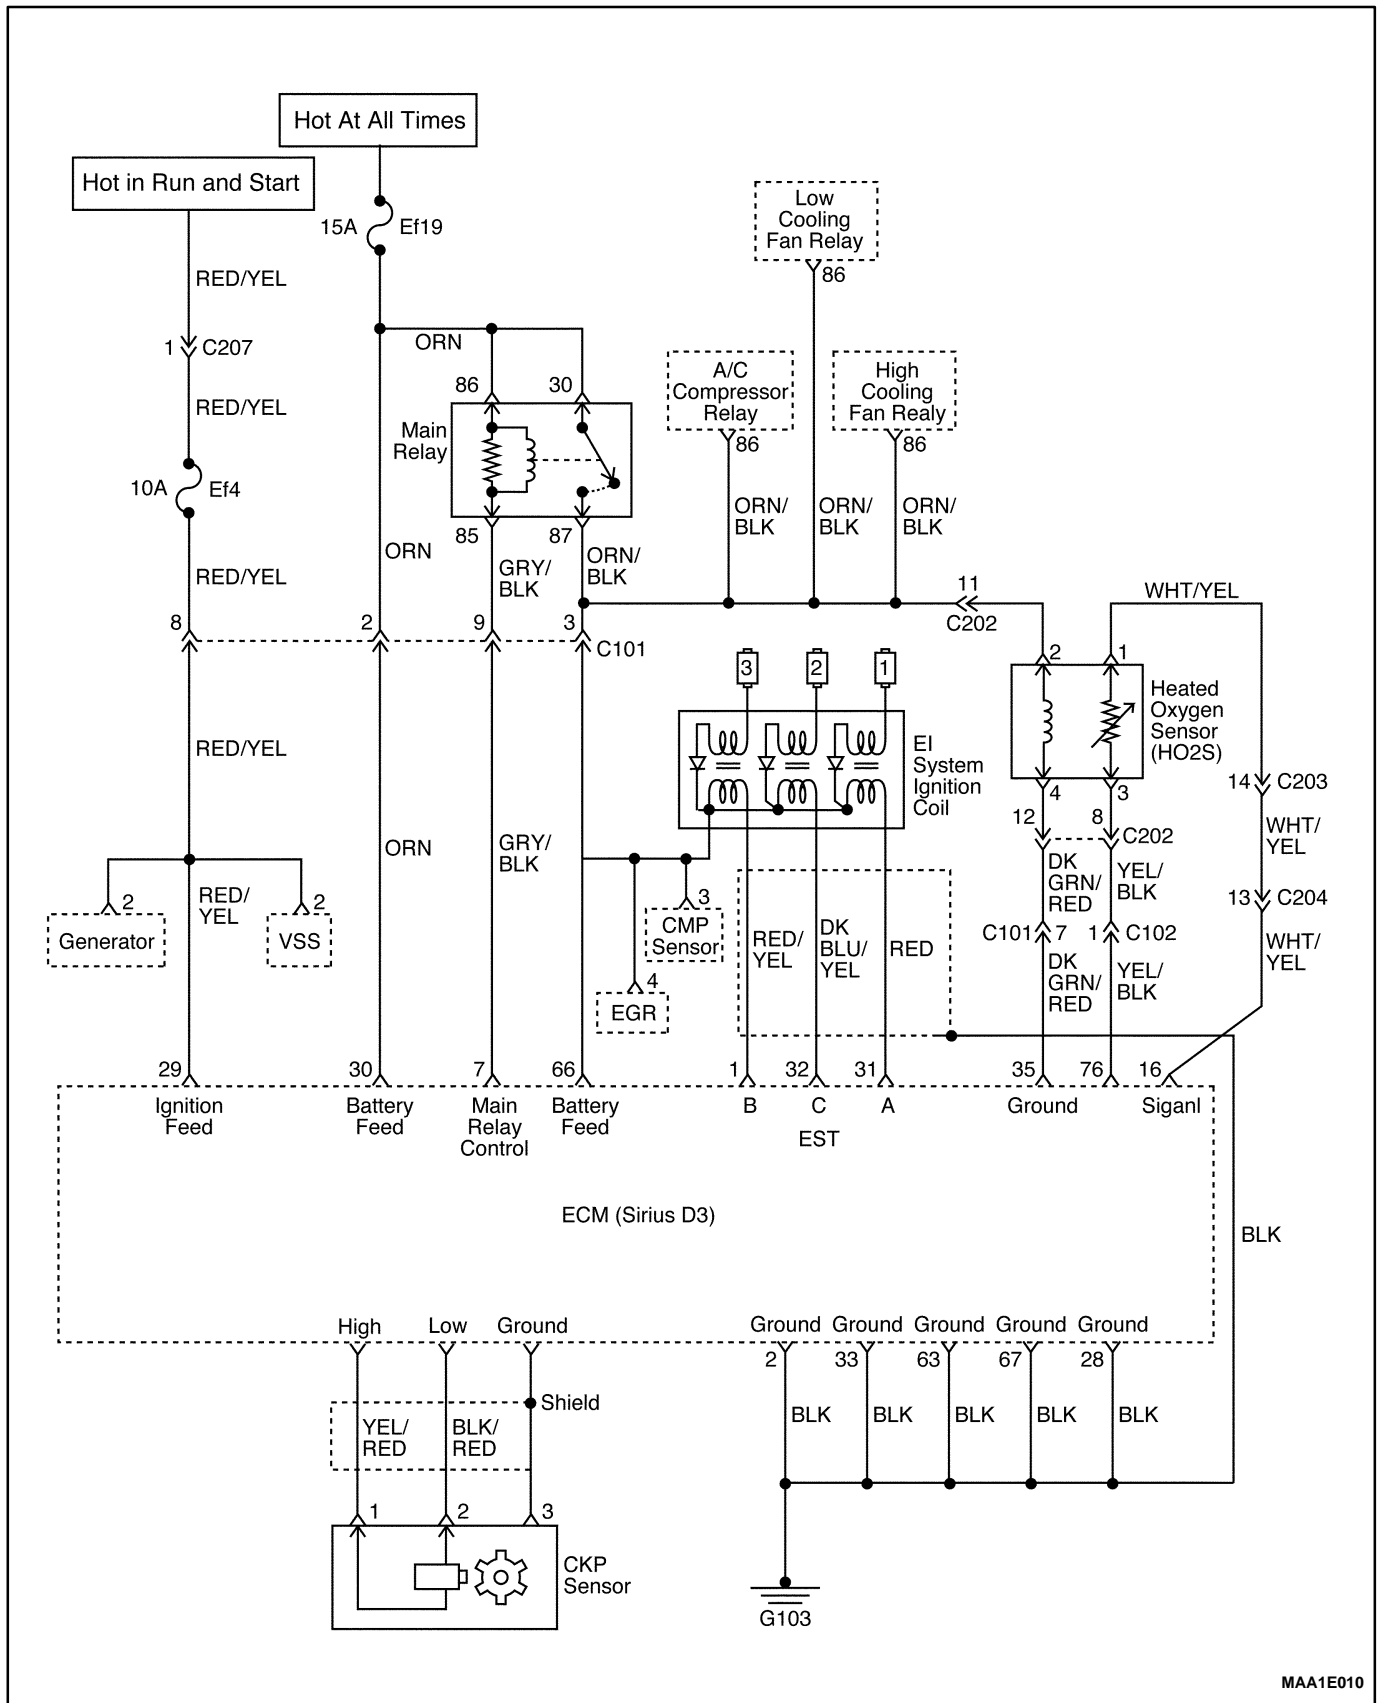 Hot At All Times
Hot in Run and Start
15A
Ef19
RED/YEL
1
C207
RED/YEL
10A
Ef4
RED/YEL
ORN
86
30
Main
Relay
85
87
ORN
GRY/
BLK
ORN/
BLK
Low
Cooling
Fan Relay
86
A/C
Compressor
Relay
86
High
Cooling
Fan Realy
86
ORN/
BLK
ORN/
BLK
ORN/
BLK
11
C202
WHT/YEL
8
2
9
3
C101
3
2
1
2
1
Heated
Oxygen
Sensor
(HO2S)
EI
System
Ignition
Coil
4
3
12
8
C202
14
C203
RED/YEL
ORN
GRY/
BLK
WHT/
YEL
DK
GRN/
RED
YEL/
BLK
13
C204
2
Generator
RED/
YEL
2
VSS
3
CMP
Sensor
4
EGR
RED/
YEL
DK
BLU/
YEL
RED
C101
7
1
C102
WHT/
YEL
DK
GRN/
RED
YEL/
BLK
29
30
7
66
1
32
31
35
76
16
Ignition
Feed
Battery
Feed
Main
Relay
Control
Battery
Feed
B
C
A
EST
Ground
Siganl
ECM (Sirius D3)
BLK
High
Low
Ground
Ground
Ground
Ground
Ground
Ground
2
33
63
67
28
Shield
YEL/
RED
BLK/
RED
BLK
BLK
BLK
BLK
BLK
1
2
3
CKP
Sensor
G103
MAA1E010